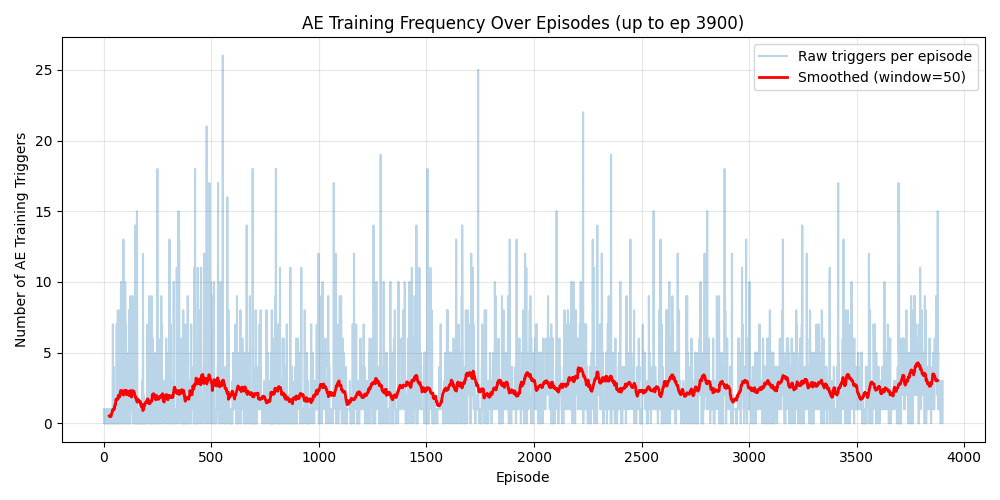 AE Training Frequency Over Episodes (up to ep 3900)
Raw triggers per episode
Smoothed (window=50)
Number of AE Training Triggers
25
20
15
10
5
0
0 500 1000 1500 2000 2500 3000 3500 4000
Episode